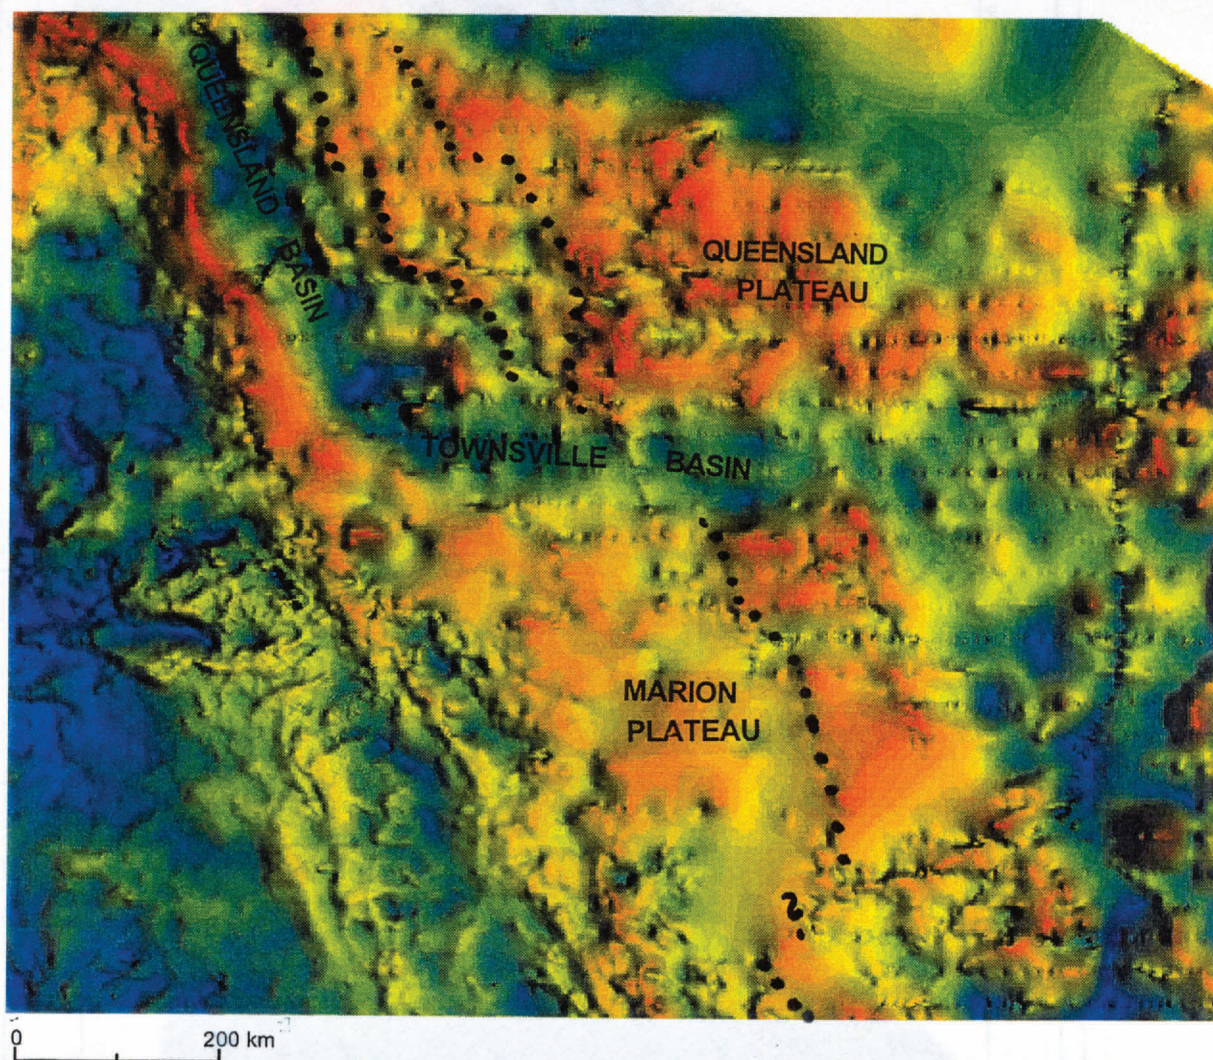 QUEENSLAND
BASIN
QUEENSLAND
PLATEAU
TOWNSVILLE BASIN
MARION
PLATEAU
?
0 200 km